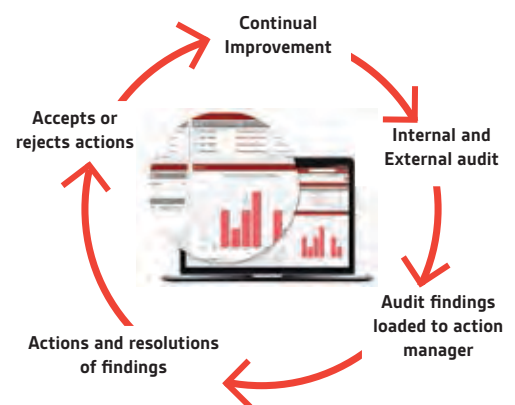 Continual
Improvement
Internal and
External audit
Audit findings
loaded to action
manager
Actions and resolutions
of findings
Accepts or
rejects actions